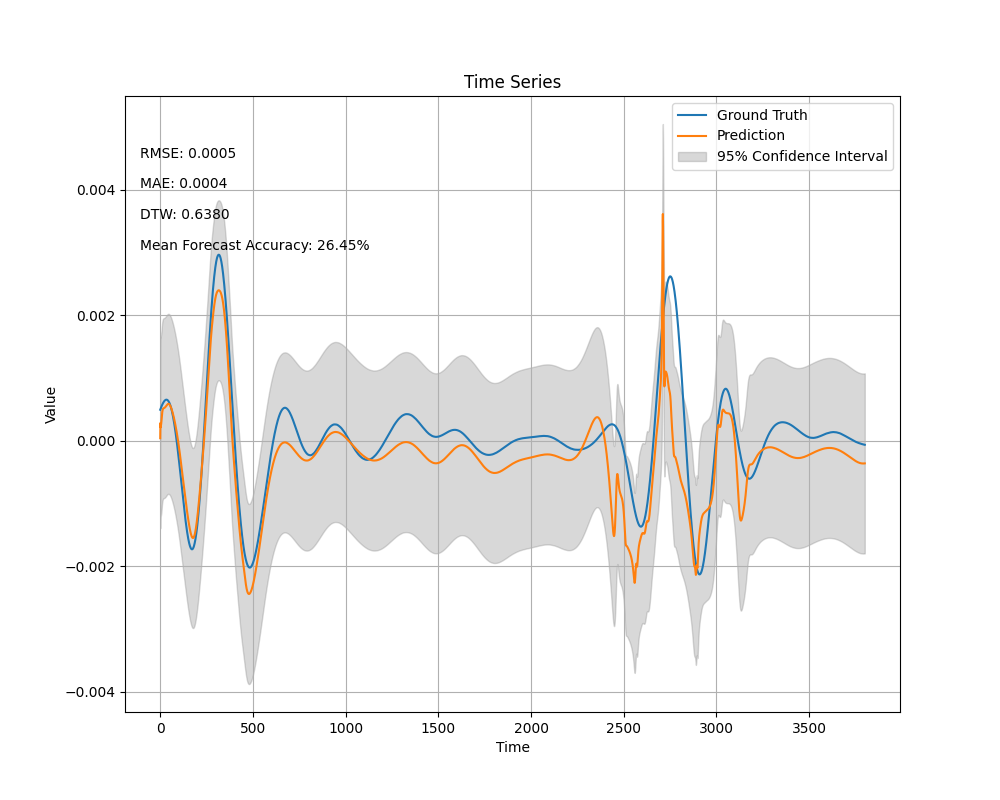 Time Series
Ground Truth
Prediction
95% Confidence Interval
RMSE: 0.0005
MAE: 0.0004
DTW: 0.6380
Mean Forecast Accuracy: 26.45%
Value
0.004
0.002
0.000
−0.002
−0.004
0 500 1000 1500 2000 2500 3000 3500
Time